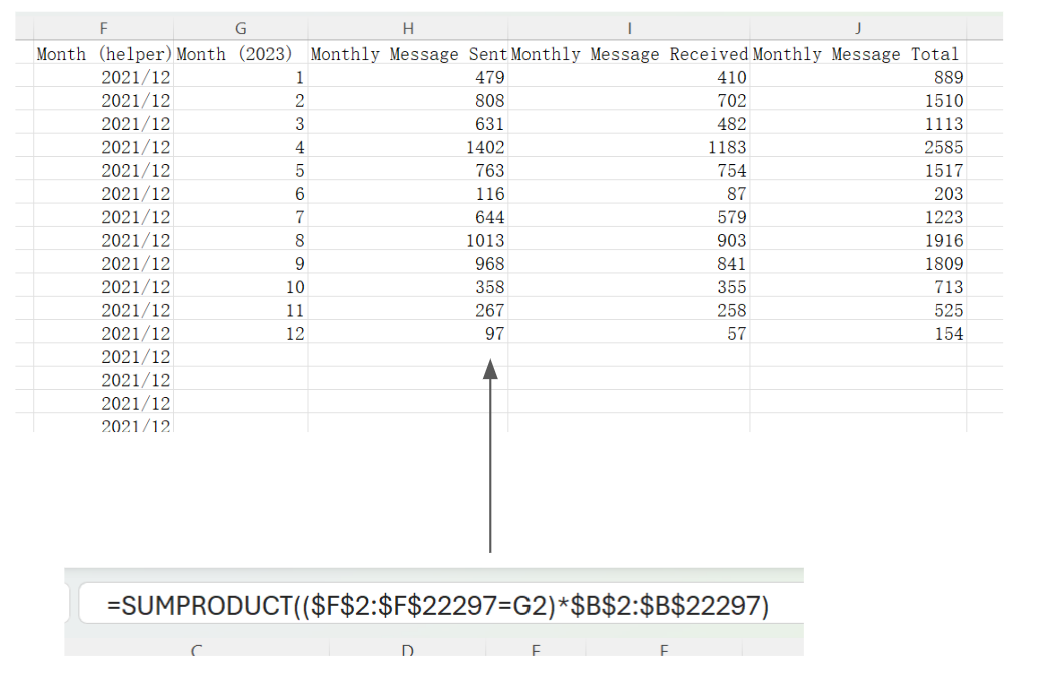 F G H I J
Month (helper) Month (2023) Monthly Message Sent Monthly Message Received Monthly Message Total
2021/12 1 479 410 889
2021/12 2 808 702 1510
2021/12 3 631 482 1113
2021/12 4 1402 1183 2585
2021/12 5 763 754 1517
2021/12 6 116 87 203
2021/12 7 644 579 1223
2021/12 8 1013 903 1916
2021/12 9 968 841 1809
2021/12 10 358 355 713
2021/12 11 267 258 525
2021/12 12 97 57 154
2021/12
2021/12
2021/12
2021/12
=SUMPRODUCT(($F$2:$F$22297=G2)*$B$2:$B$22297)
C D E F